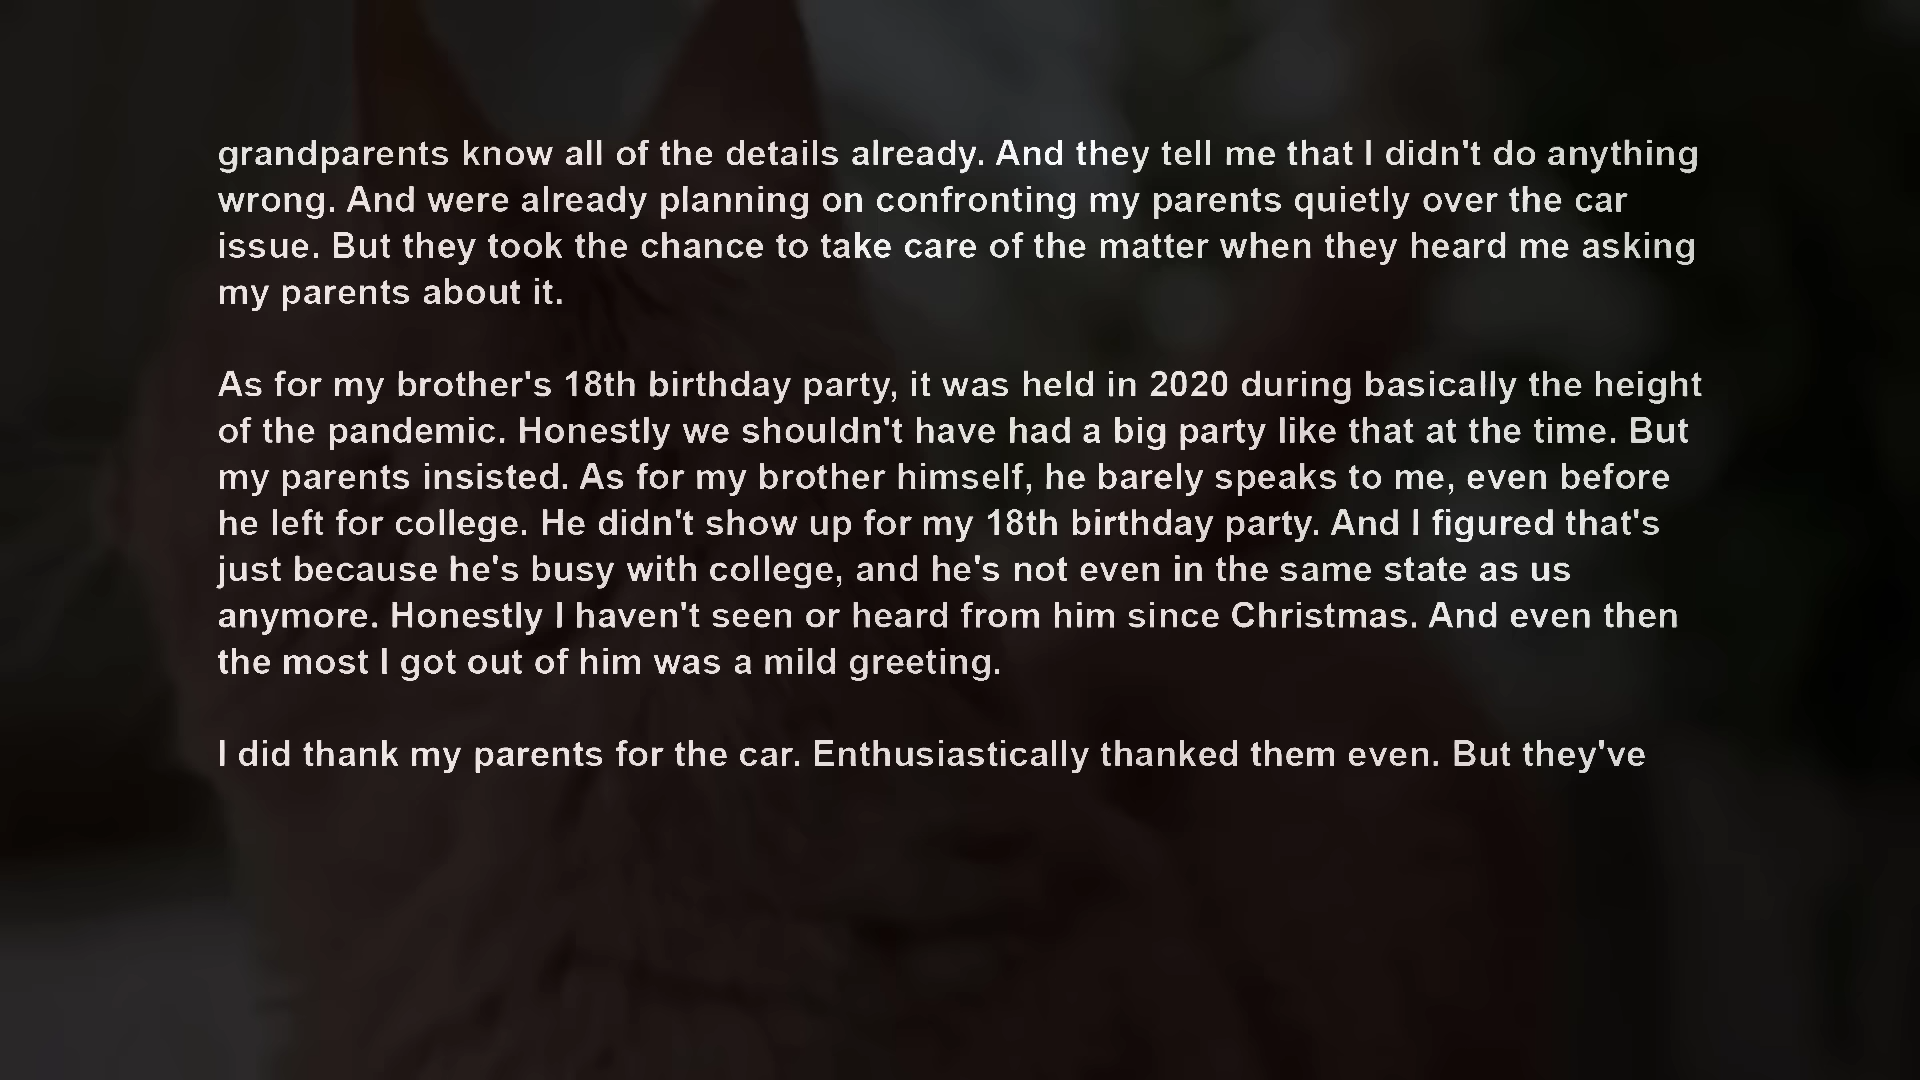 grandparents know all of the details already. And they tell me that I didn't do anything
wrong. And were already planning on confronting my parents quietly over the car
issue. But they took the chance to take care of the matter when they heard me asking
my parents about it.
As for my brother's 18th birthday party, it was held in 2020 during basically the height
of the pandemic. Honestly we shouldn't have had a big party like that at the time. But
my parents insisted. As for my brother himself, he barely speaks to me, even before
he left for college. He didn't show up for my 18th birthday party. And I figured that's
just because he's busy with college, and he's not even in the same state as us
anymore. Honestly I haven't seen or heard from him since Christmas. And even then
the most I got out of him was a mild greeting.
I did thank my parents for the car. Enthusiastically thanked them even. But they've